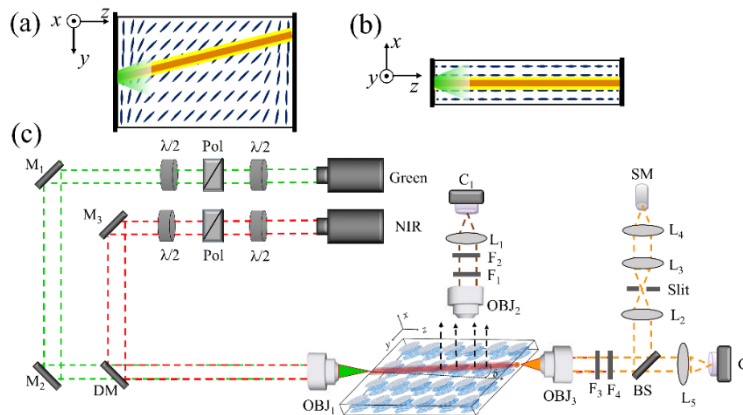 (a)
x
z
y
(b)
x
y
z
(c)
M1
λ/2
Pol
λ/2
Green
M3
λ/2
Pol
λ/2
NIR
M2
DM
OBJ1
C1
L1
F2
F1
OBJ2
x
y
z
OBJ3
F3
F4
BS
L5
C
SM
L4
L3
Slit
L2